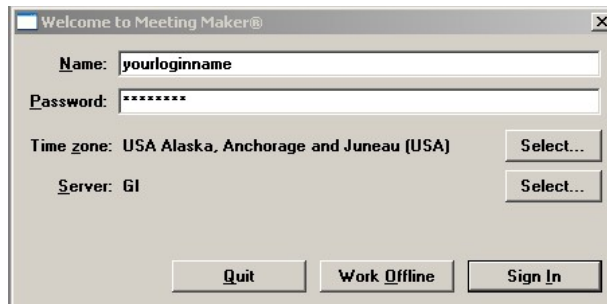 Welcome to Meeting Maker®
Name: yourloginname
Password: ********
Time zone: USA Alaska, Anchorage and Juneau (USA) Select...
Server: GI Select...
Quit Work Offline Sign In